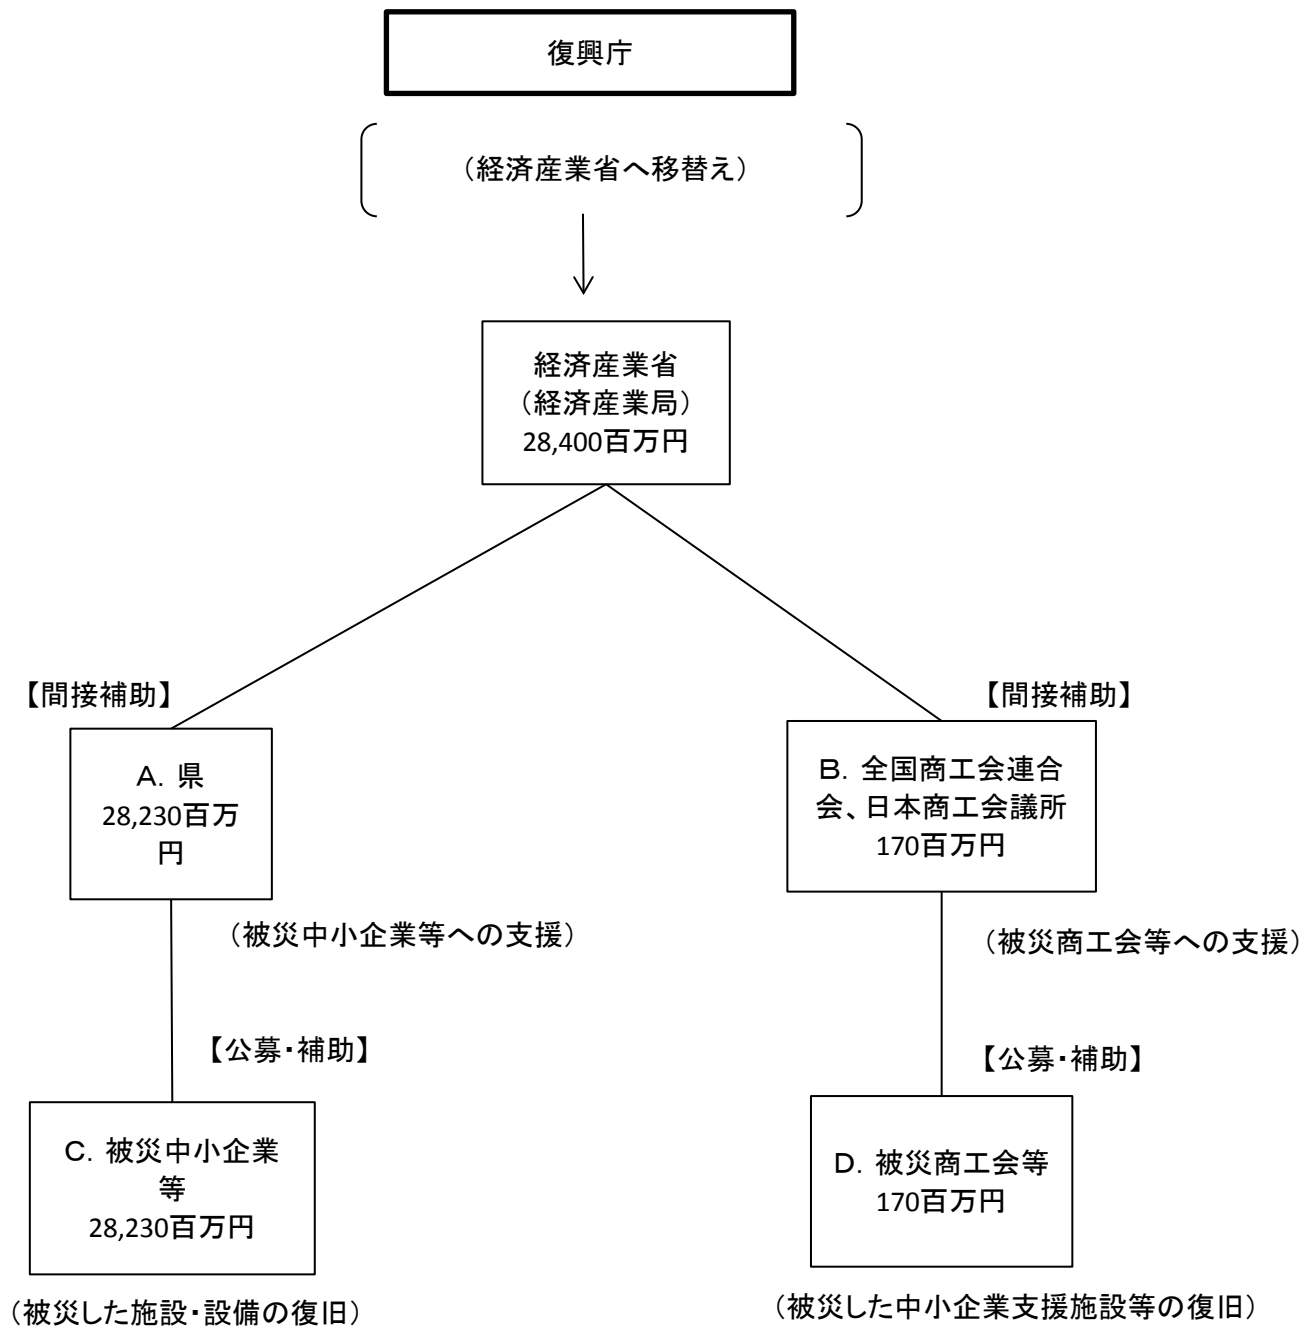 復興庁
（経済産業省へ移替え）
経済産業省
（経済産業局）
28,400百万円
【間接補助】
【間接補助】
A．県
28,230百万
円
B．全国商工会連合
会、日本商工会議所
170百万円
（被災中小企業等への支援）
（被災商工会等への支援）
【公募・補助】
【公募・補助】
C．被災中小企業
等
28,230百万円
D．被災商工会等
170百万円
（被災した施設・設備の復旧）
（被災した中小企業支援施設等の復旧）